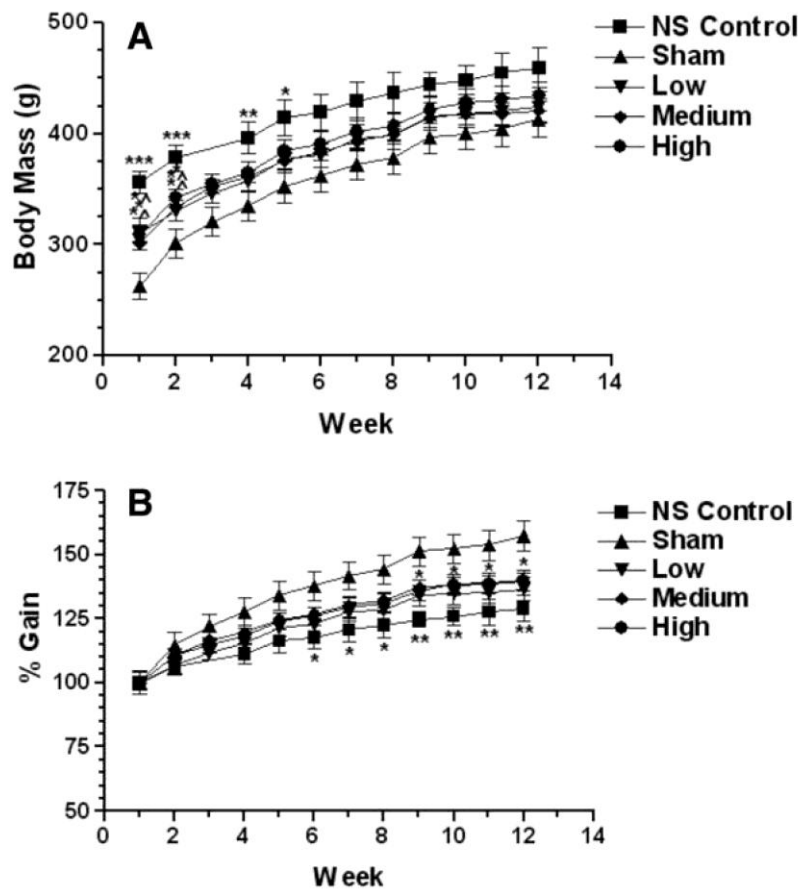 A
500
400
300
200
Body Mass (g)
***
***
**
*
*^
*^
*^
*^
0 2 4 6 8 10 12 14
Week
NS Control
Sham
Low
Medium
High
B
175
150
125
100
75
50
% Gain
* * * *
* * * ** ** ** **
0 2 4 6 8 10 12 14
Week
NS Control
Sham
Low
Medium
High